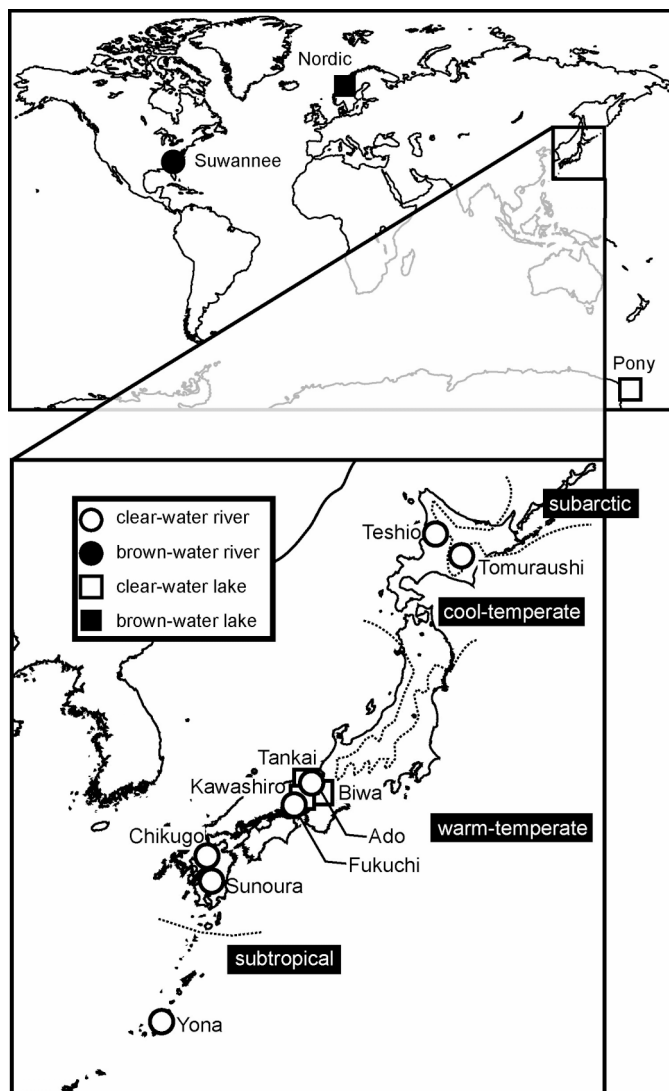 Nordic
Suwannee
Pony
clear-water river
brown-water river
clear-water lake
brown-water lake
subarctic
Teshio
Tomuraushi
cool-temperate
Tankai
Kawashiro
Biwa
Ado
warm-temperate
Fukuchi
Chikugo
Sunoura
subtropical
Yona